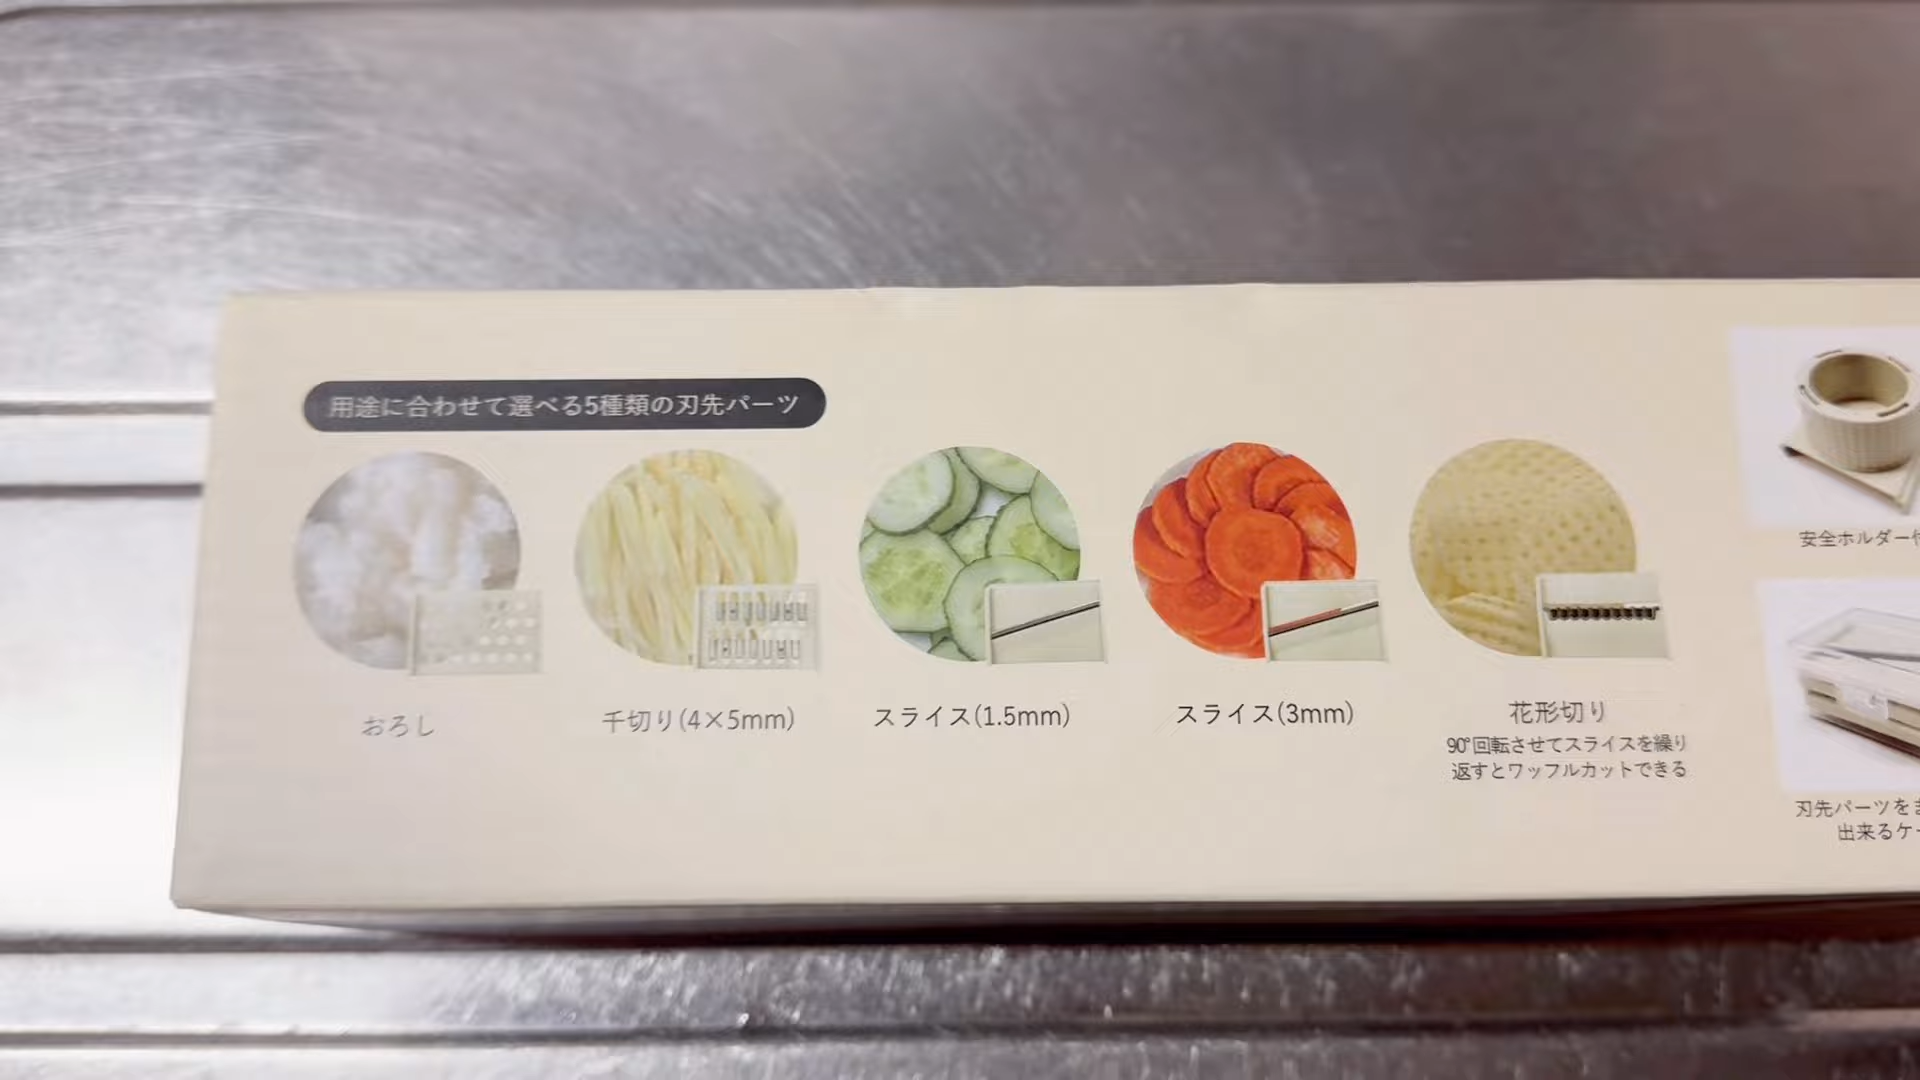 用途に合わせて選べる5種類の刃先パーツ
おろし
千切り(4×5mm)
スライス(1.5mm)
スライス(3mm)
花形切り
90°回転させてスライスを繰り
返すとワッフルカットできる
安全ホルダー
刃先パーツを
出来るケー